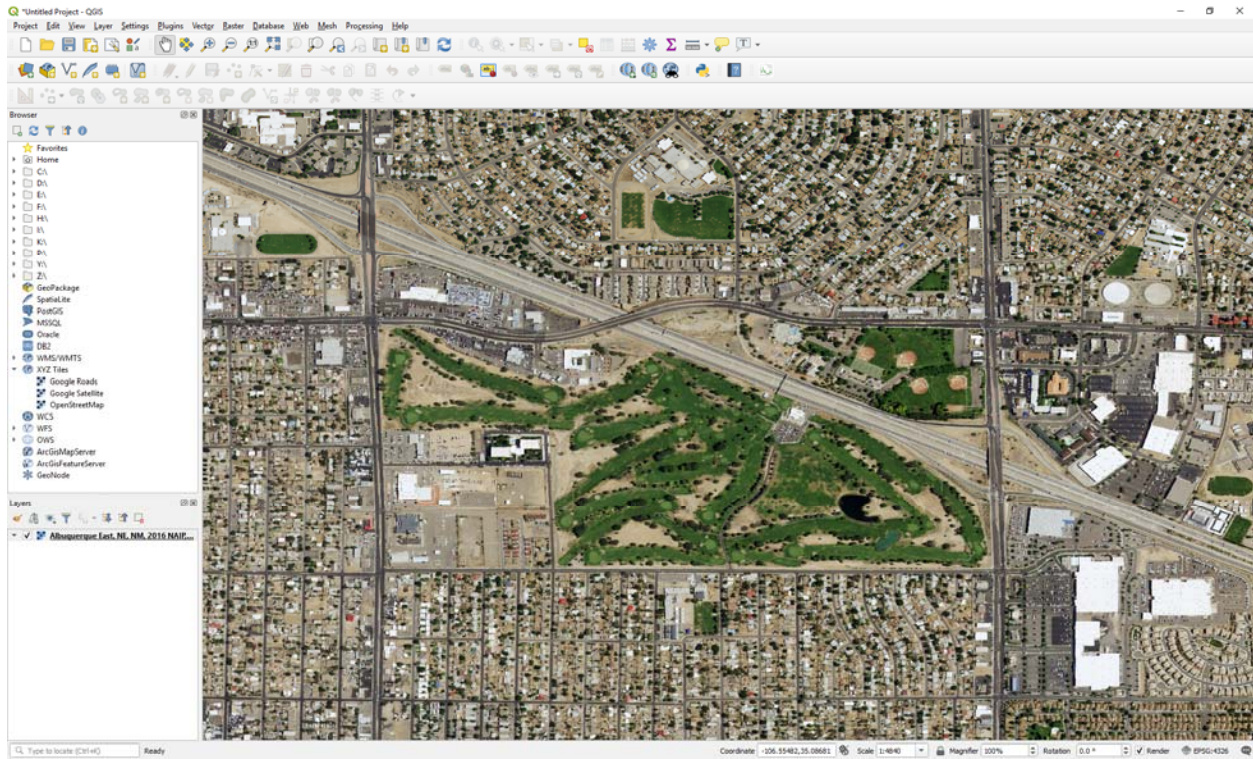 *Untitled Project - QGIS
Project Edit View Layer Settings Plugins Vector Raster Database Web Mesh Processing Help
Browser
Favorites
Home
C:\
D:\
E:\
F:\
H:\
I:\
K:\
P:\
Y:\
Z:\
GeoPackage
SpatiaLite
PostGIS
MSSQL
Oracle
DB2
WMS/WMTS
XYZ Tiles
Google Roads
Google Satellite
OpenStreetMap
WCS
WFS
OWS
ArcGisMapServer
ArcGisFeatureServer
GeoNode
Layers
Albuquerque East, NE, NM, 2016 NAIP,...
Type to locate (Ctrl+K) Ready Coordinate -106.55482,35.08681 Scale 1:4840 Magnifier 100% Rotation 0.0 ° Render EPSG:4326